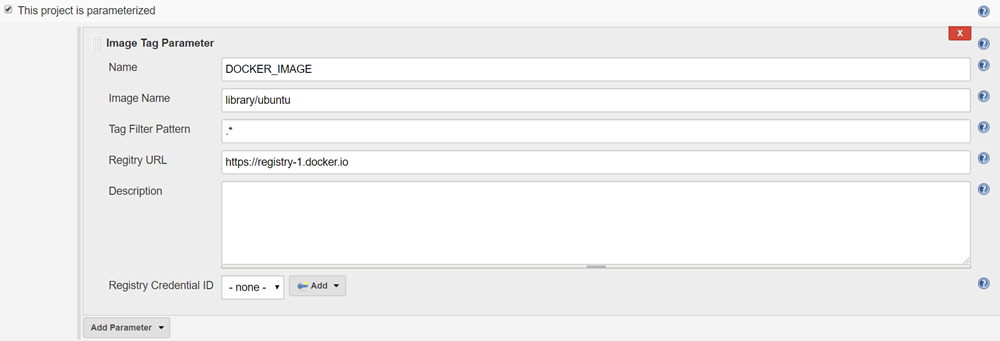 This project is parameterized
X
Image Tag Parameter
Name
DOCKER_IMAGE
Image Name
library/ubuntu
Tag Filter Pattern
.*
Regitry URL
https://registry-1.docker.io
Description
Registry Credential ID
- none -
Add
Add Parameter